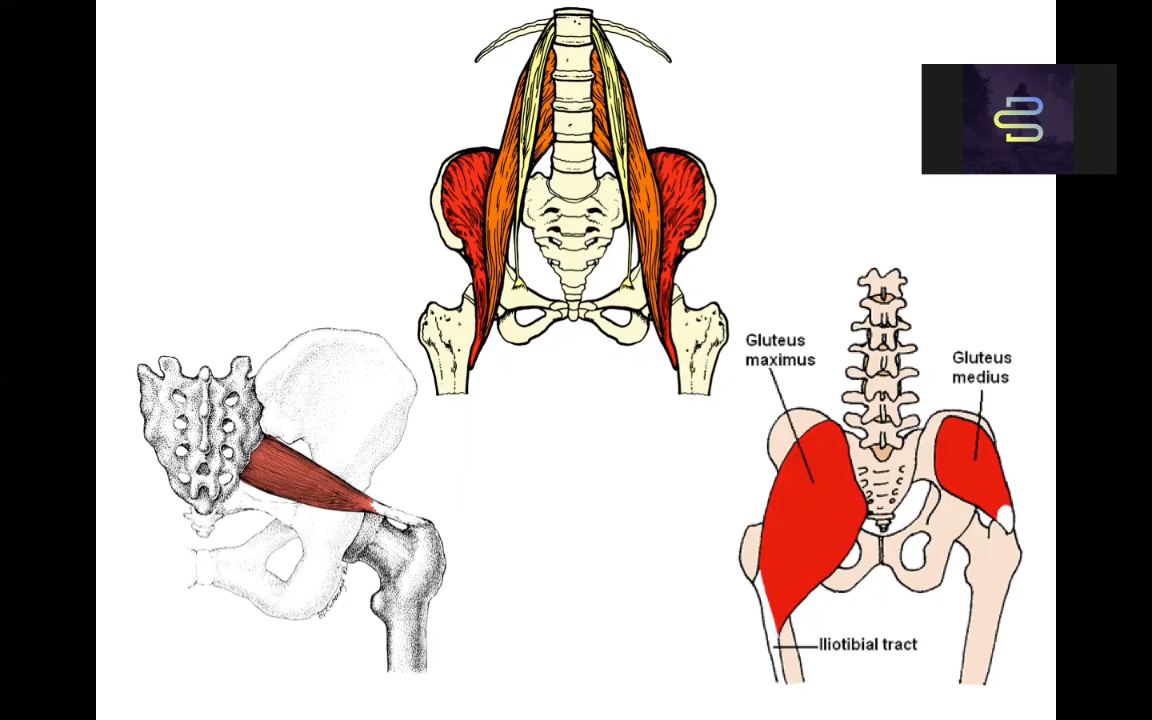 Gluteus
maximus
Gluteus
medius
Iliotibial tract